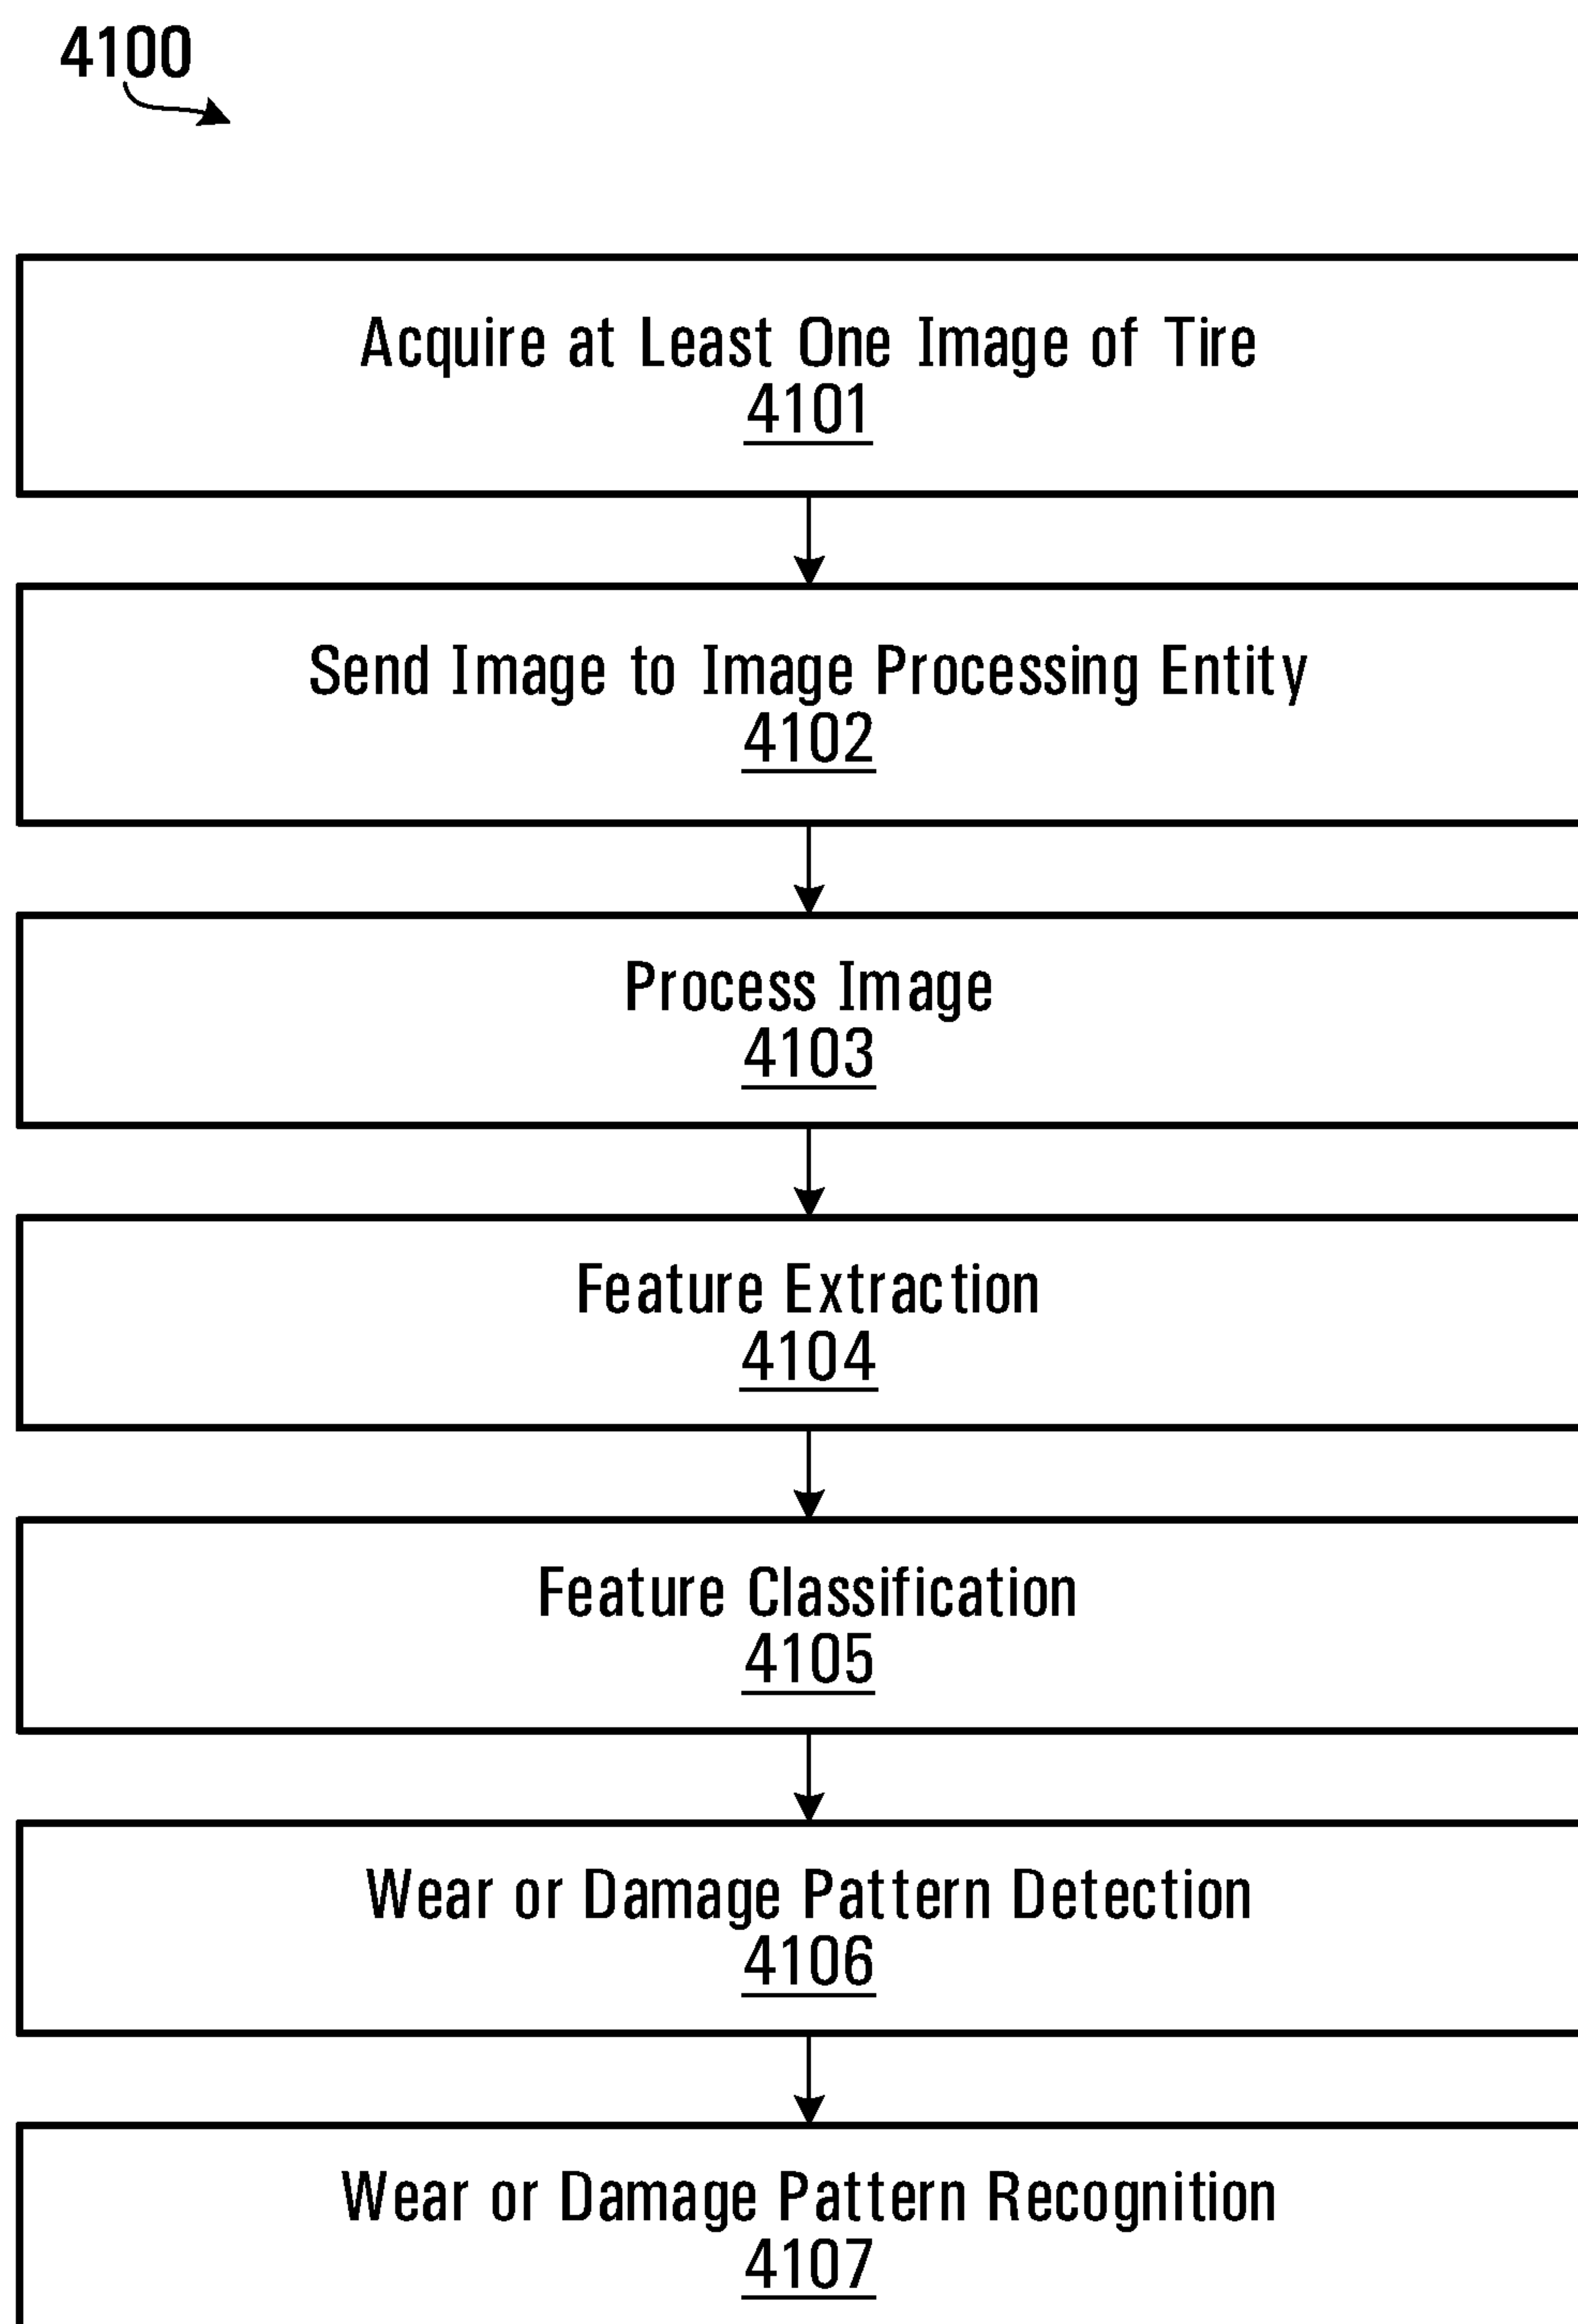 4100
Acquire at Least One Image of Tire
4101
Send Image to Image Processing Entity
4102
Process Image
4103
Feature Extraction
4104
Feature Classification
4105
Wear or Damage Pattern Detection
4106
Wear or Damage Pattern Recognition
4107